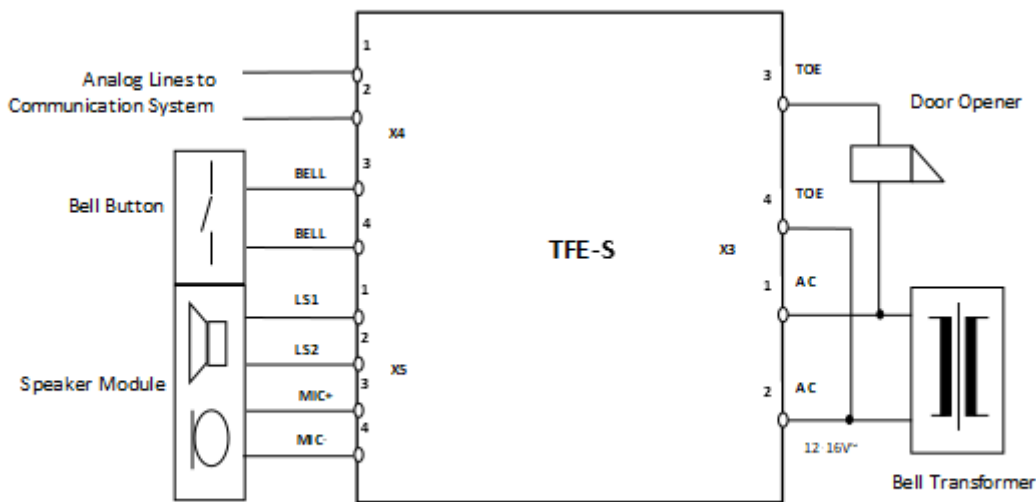 1
Analog Lines to
Communication System
2
X4
3
BELL
Bell Button
4
BELL
1
LS1
2
LS2
X5
Speaker Module
3
MIC+
4
MIC-
TFE-S
3
TOE
Door Opener
4
TOE
X3
1
AC
2
AC
12-16V~
Bell Transformer